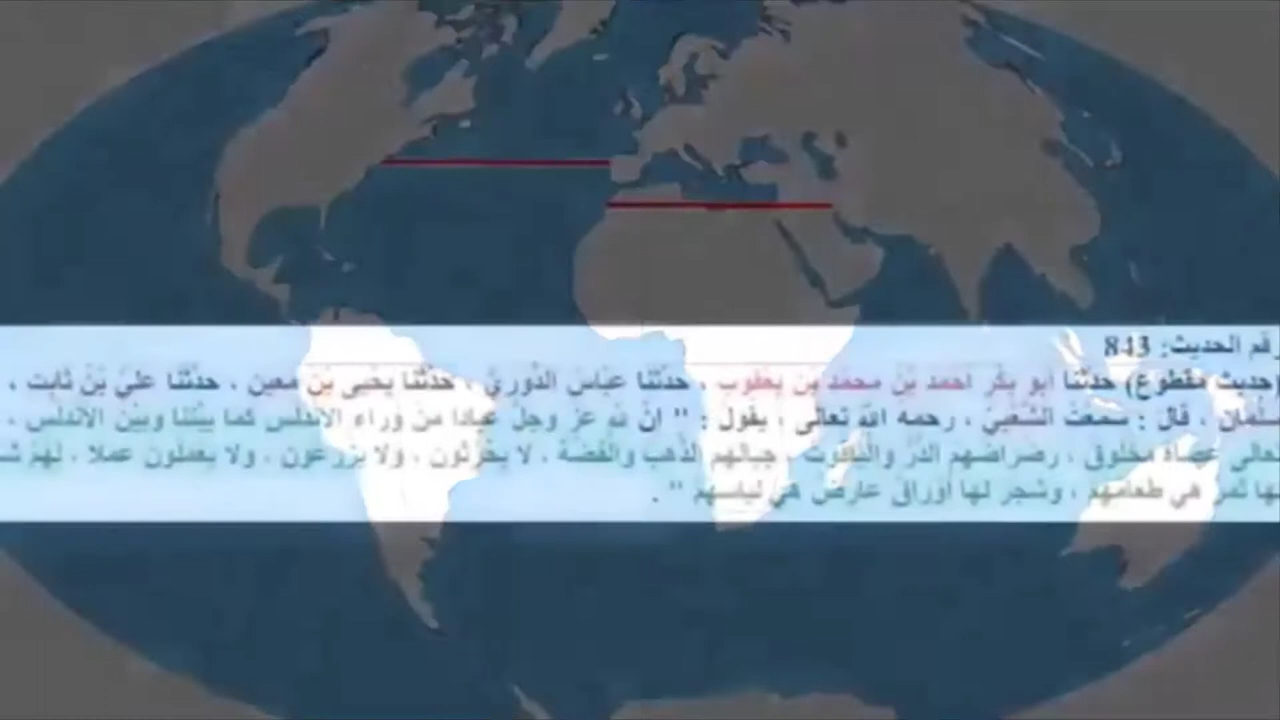 رقم الحديث: 843
(حديث مقطوع) حدثنا أبو بكر أحمد بن محمد بن يعقوب ، حدثنا عباس الدوري ، حدثنا يحيى بن معين ، حدثنا علي بن ثابت ،
سلمان ، قال : سمعت الشعبي ، رحمه الله تعالى ، يقول : " إن لله عز وجل عبادا من وراء الأندلس كما بيننا وبين الأندلس ،
عصاه مخلوق ، رضراضهم الدر والياقوت ، جبالهم الذهب والفضة ، لا يحرثون ، ولا يزرعون ، ولا يعملون عملا ، لهم
لها ثمر هي طعامهم ، وشجر لها أوراق عراض هي لباسهم " .